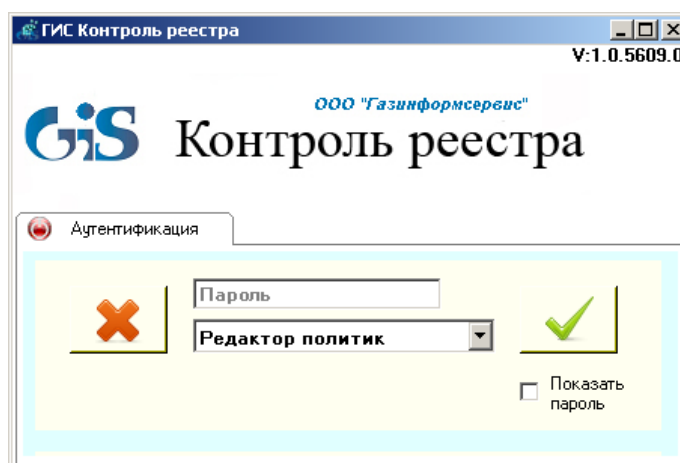 ГИС Контроль реестра
V:1.0.5609.0
ООО "Газинформсервис"
GiS Контроль реестра
Аутентификация
Пароль
Редактор политик
Показать
пароль